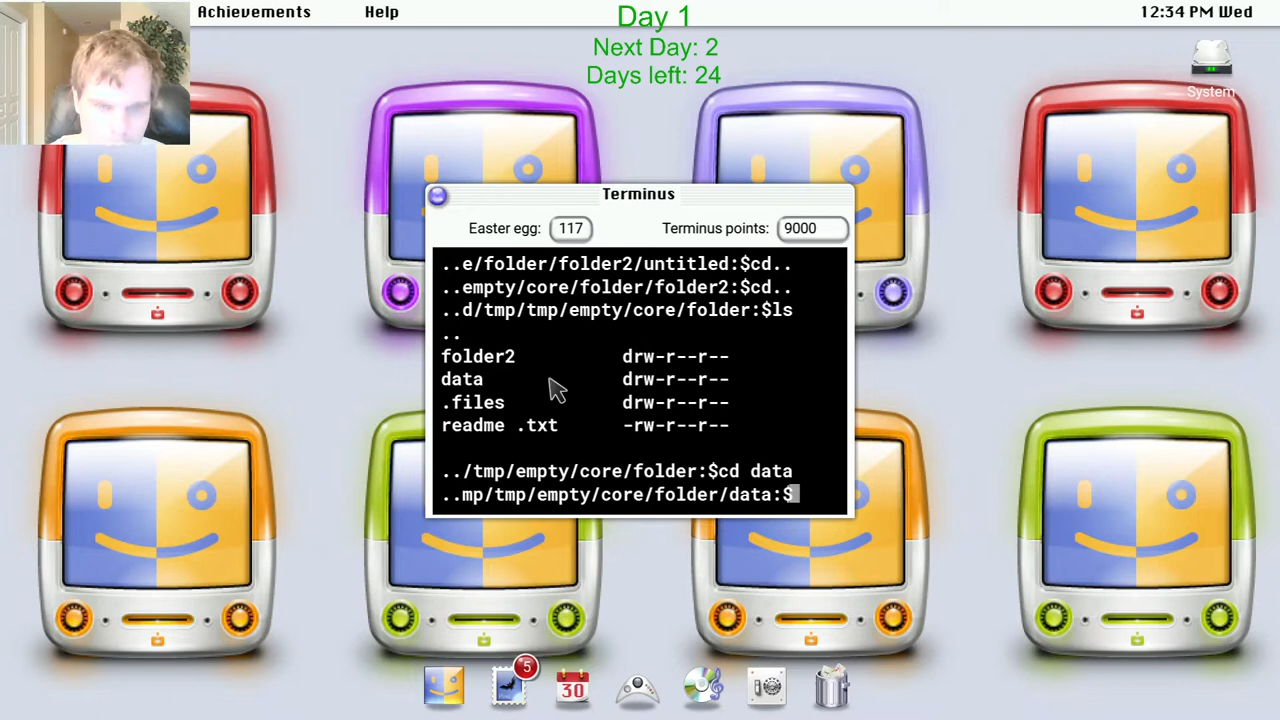 Achievements Help
12:34 PM Wed
Day 1
Next Day: 2
Days left: 24
System
Terminus
Easter egg: 117
Terminus points: 9000
..e/folder/folder2/untitled:$cd..
..empty/core/folder/folder2:$cd..
..d/tmp/tmp/empty/core/folder:$ls
..
folder2 drw-r--r--
data drw-r--r--
.files drw-r--r--
readme .txt -rw-r--r--
../tmp/empty/core/folder:$cd data
..mp/tmp/empty/core/folder/data:$
5
30